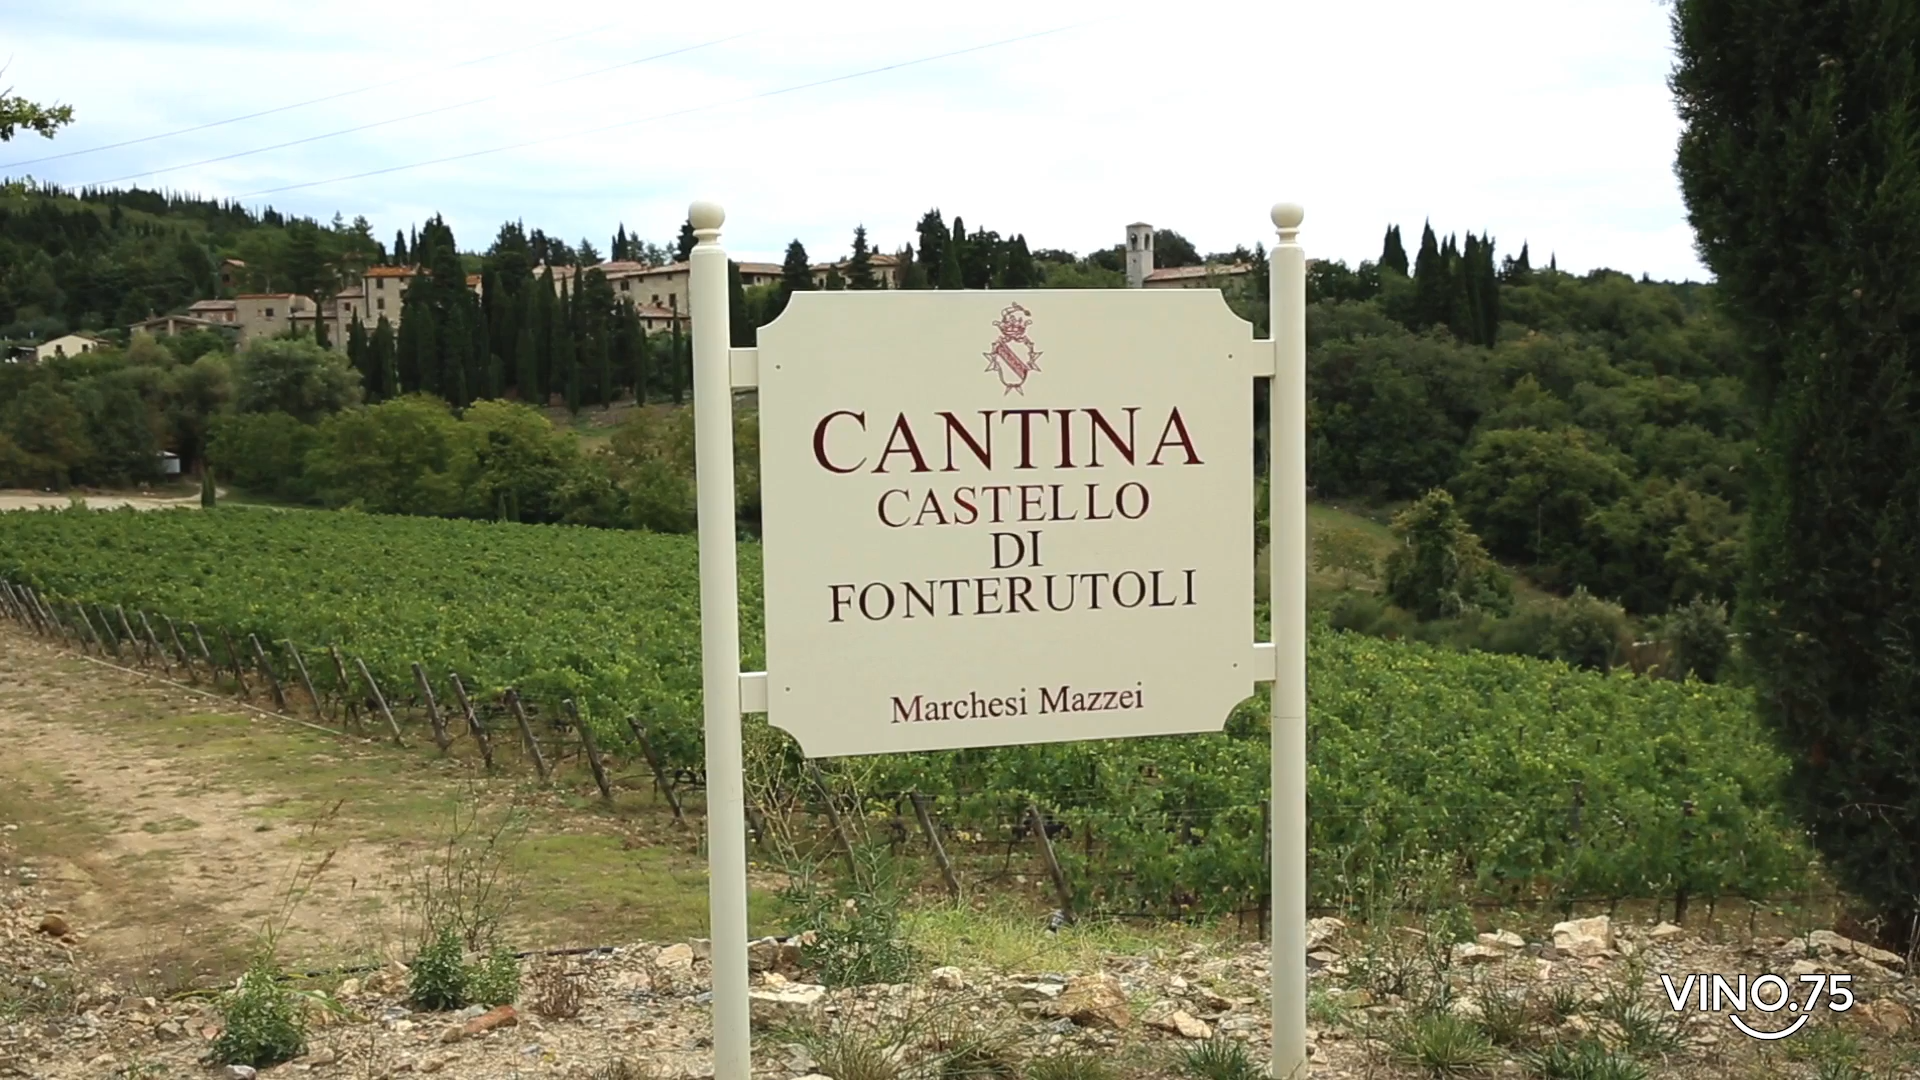 CANTINA
CASTELLO
DI
FONTERUTOLI
Marchesi Mazzei
VINO.75